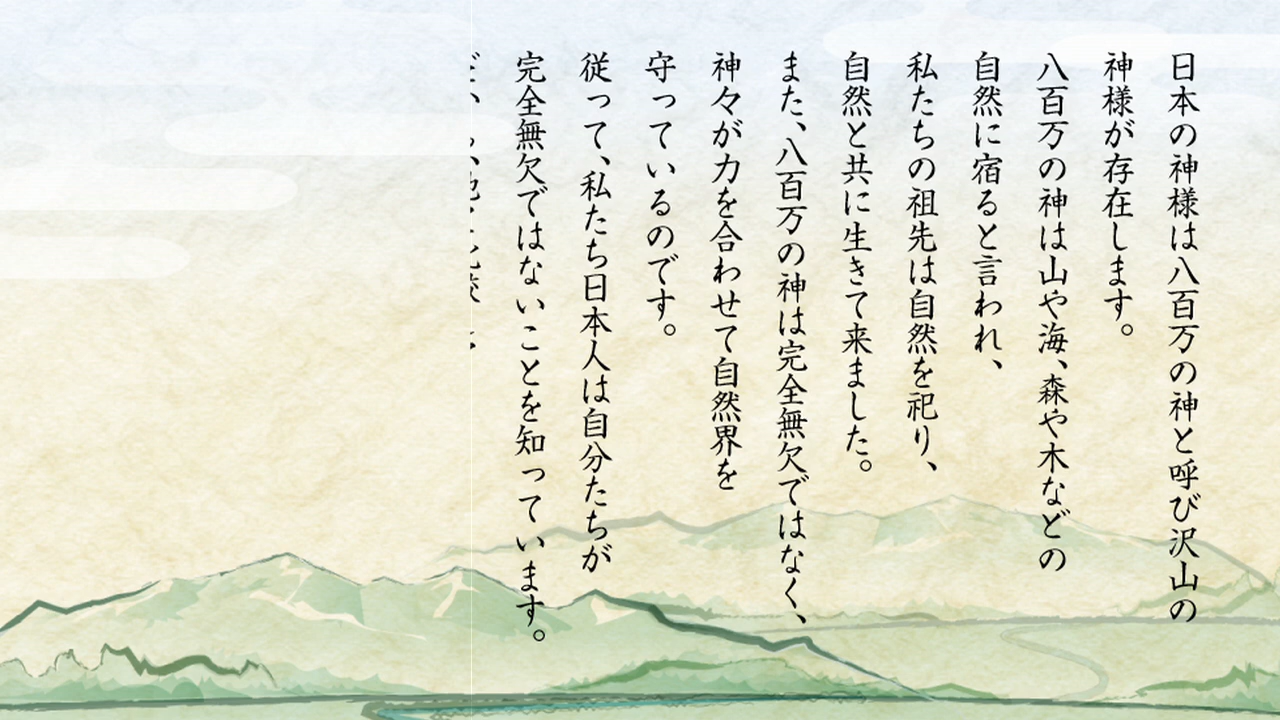 日本の神様は八百万の神と呼び沢山の
神様が存在します。
八百万の神は山や海、森や木などの
自然に宿ると言われ、
私たちの祖先は自然を祀り、
自然と共に生きて来ました。
また、八百万の神は完全無欠ではなく、
神々が力を合わせて自然界を
守っているのです。
従って、私たち日本人は自分たちが
完全無欠ではないことを知っています。